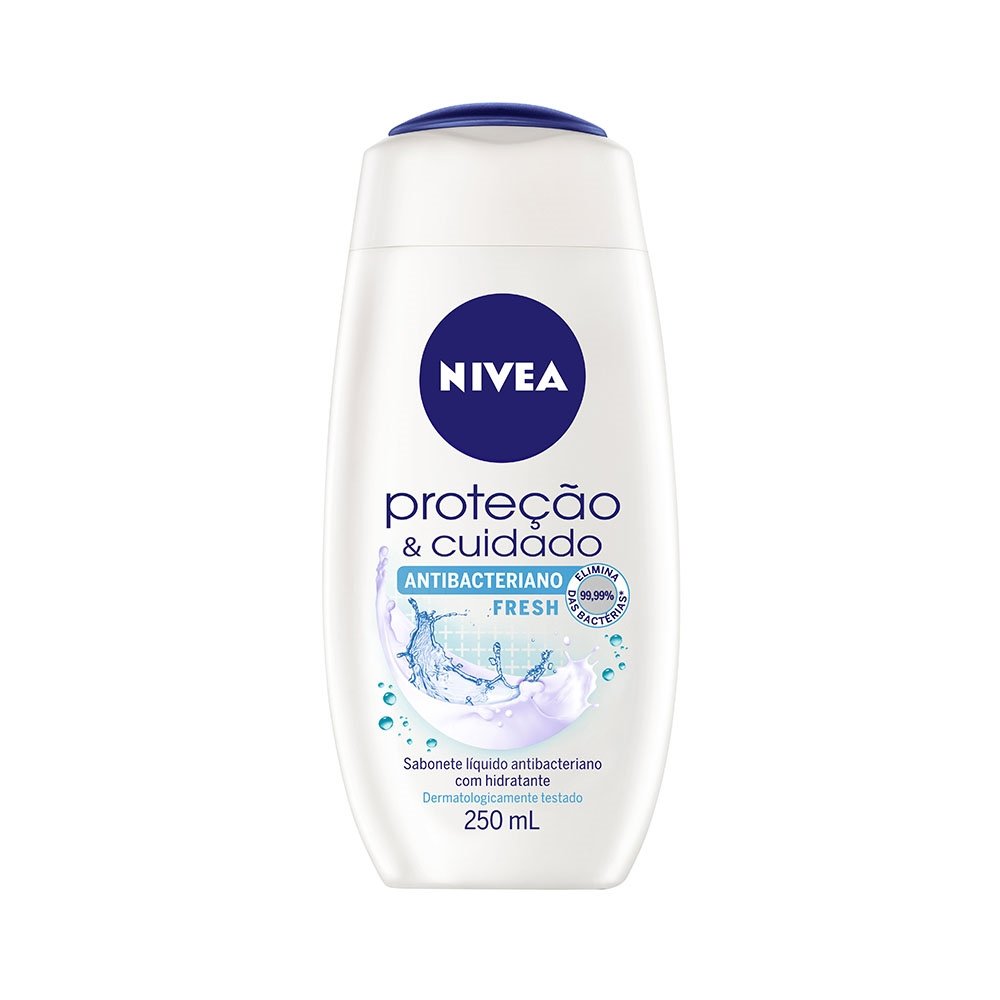 NIVEA
proteção
& cuidado
ANTIBACTERIANO
FRESH
ELIMINA
99,99%
DAS BACTÉRIAS*
Sabonete líquido antibacteriano
com hidratante
Dermatologicamente testado
250 mL